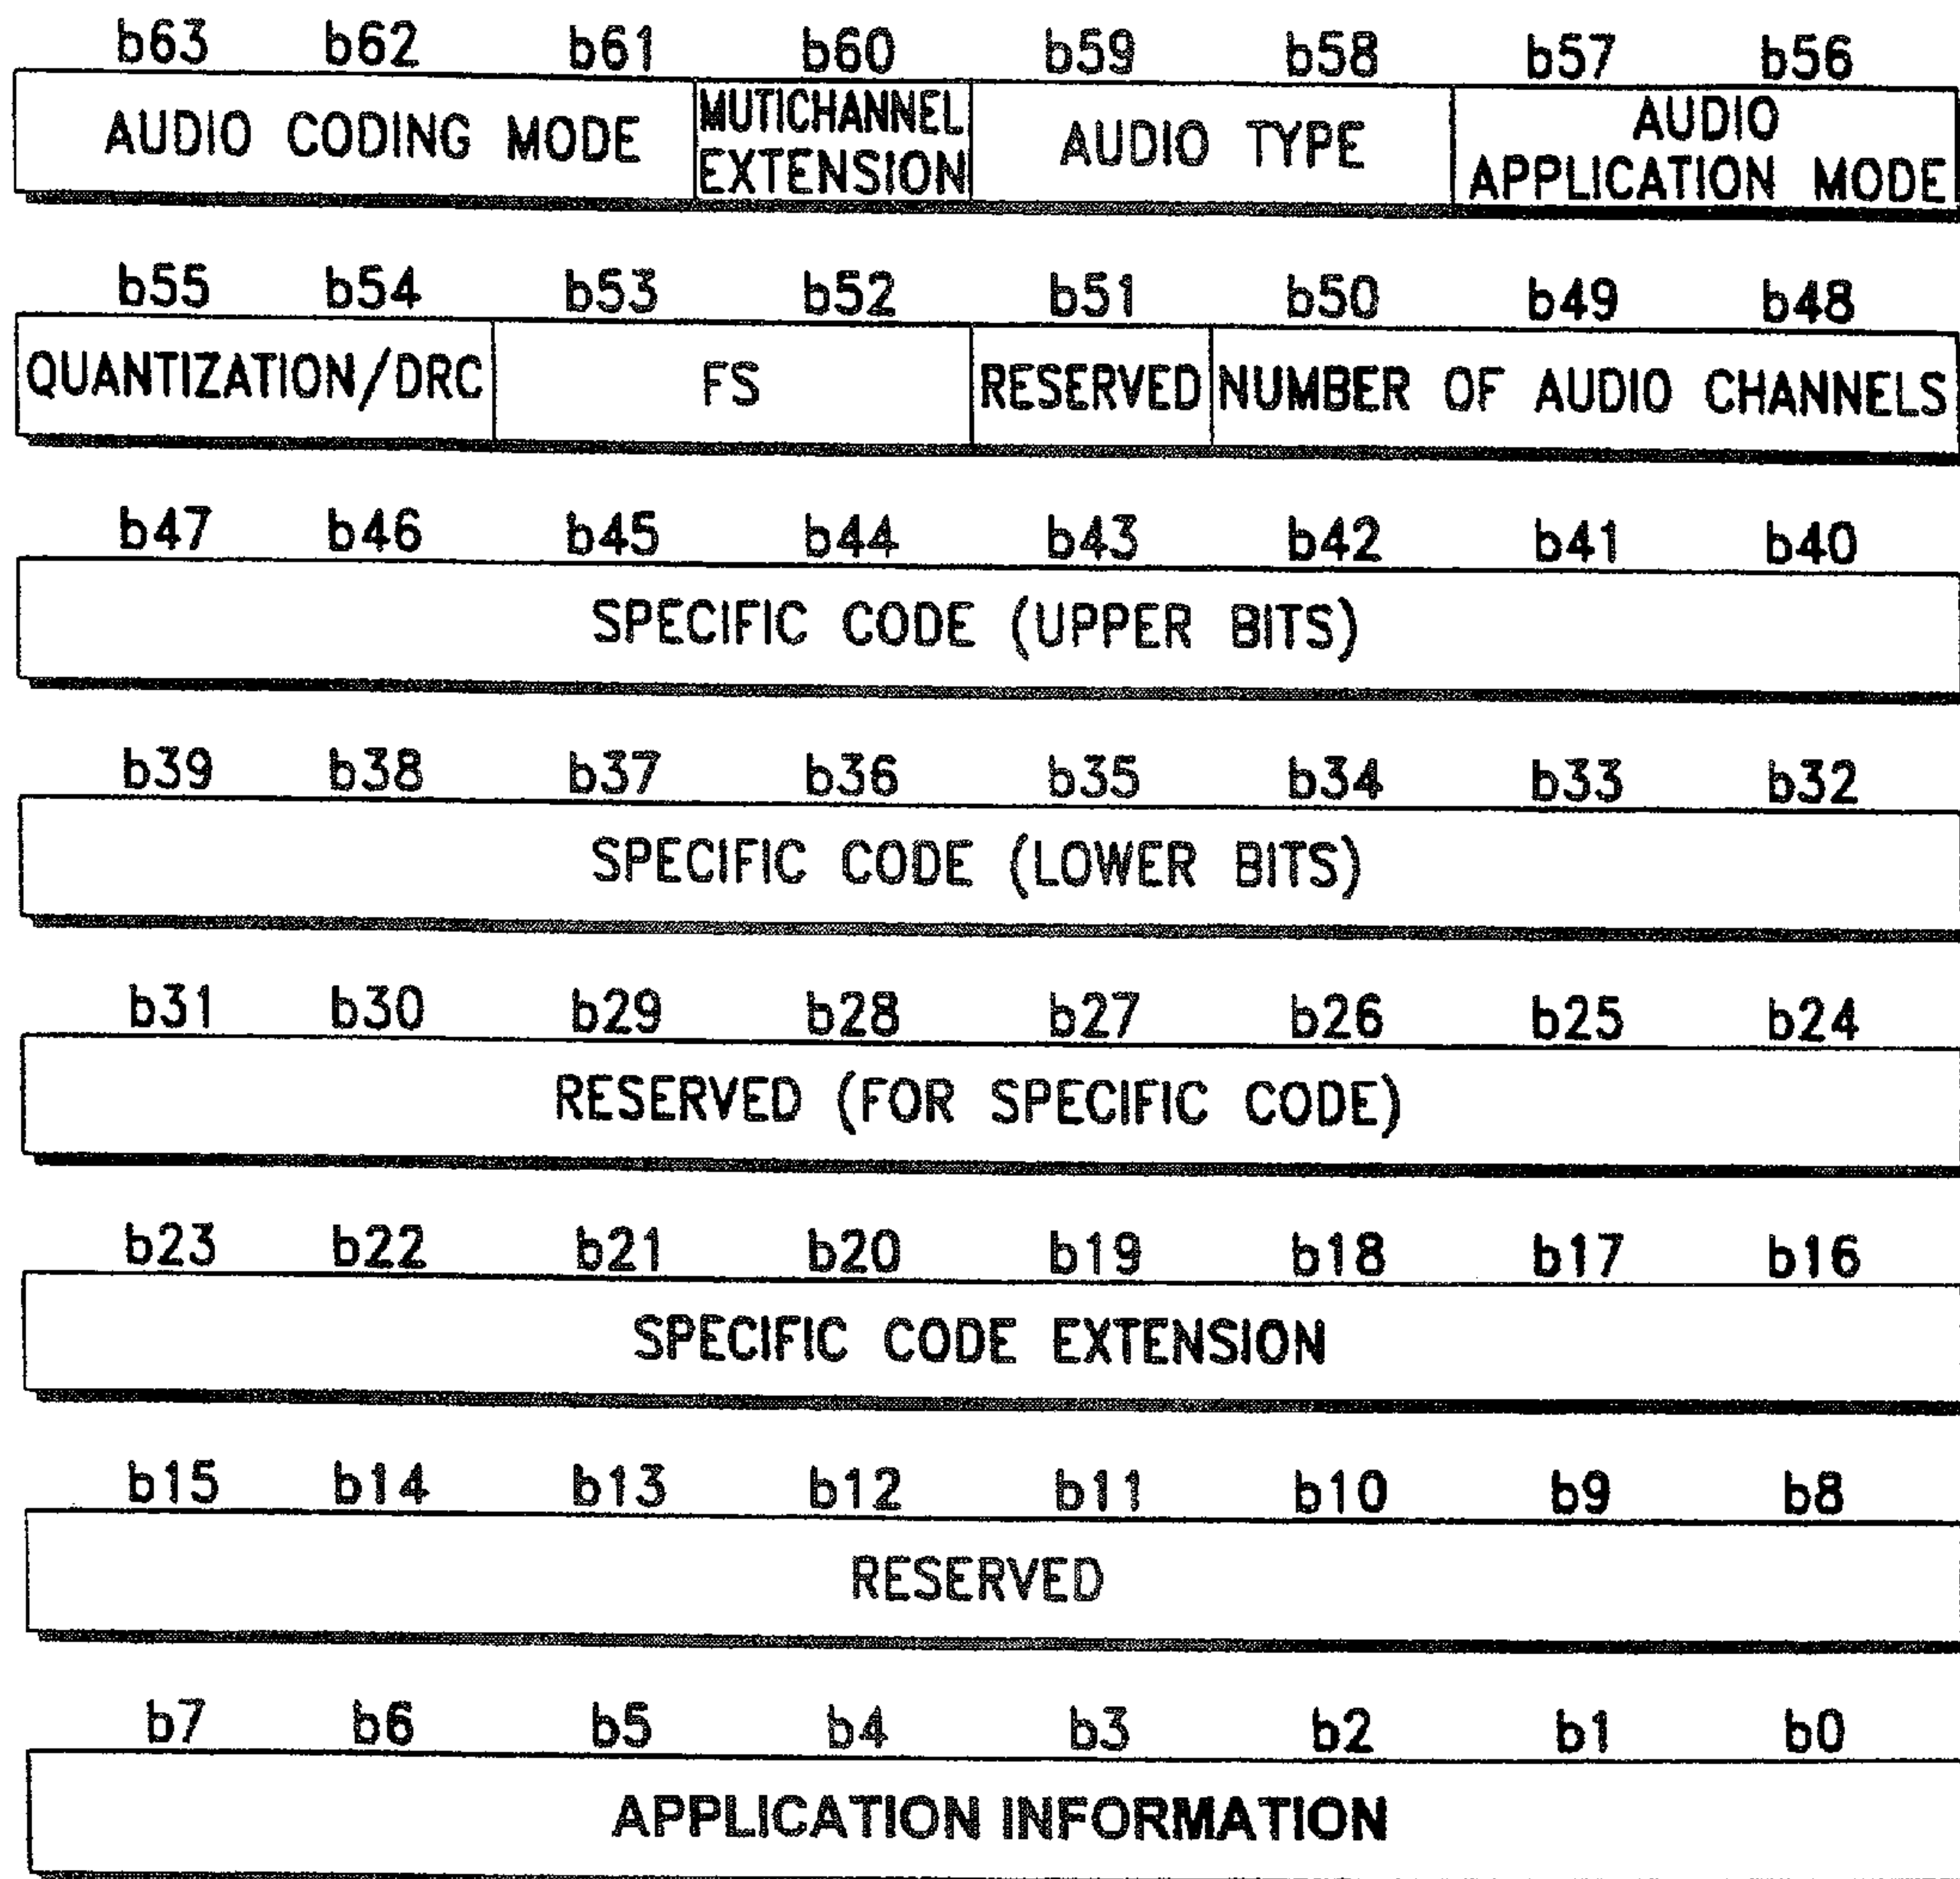 b63 b62 b61 b60 b59 b58 b57 b56
AUDIO CODING MODE
MUTICHANNEL
EXTENSION
AUDIO TYPE
AUDIO
APPLICATION MODE
b55 b54 b53 b52 b51 b50 b49 b48
QUANTIZATION/DRC FS RESERVED NUMBER OF AUDIO CHANNELS
b47 b46 b45 b44 b43 b42 b41 b40
SPECIFIC CODE (UPPER BITS)
b39 b38 b37 b36 b35 b34 b33 b32
SPECIFIC CODE (LOWER BITS)
b31 b30 b29 b28 b27 b26 b25 b24
RESERVED (FOR SPECIFIC CODE)
b23 b22 b21 b20 b19 b18 b17 b16
SPECIFIC CODE EXTENSION
b15 b14 b13 b12 b11 b10 b9 b8
RESERVED
b7 b6 b5 b4 b3 b2 b1 b0
APPLICATION INFORMATION